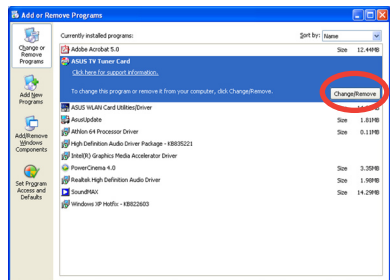 Add or Remove Programs
Currently installed programs:
Sort by: Name
Change or
Remove
Programs
Add New
Programs
Add/Remove
Windows
Components
Set Program
Access and
Defaults
Adobe Acrobat 5.0 Size 12.44MB
ASUS TV Tuner Card
Click here for support information.
To change this program or remove it from your computer, click Change/Remove.
Change/Remove
ASUS WLAN Card Utilities/Driver
AsusUpdate Size 1.81MB
Athlon 64 Processor Driver Size 0.11MB
High Definition Audio Driver Package - KB835221
Intel(R) Graphics Media Accelerator Driver
PowerCinema 4.0 Size 3.35MB
Realtek High Definition Audio Driver Size 1.98MB
SoundMAX Size 14.29MB
Windows XP Hotfix - KB822603